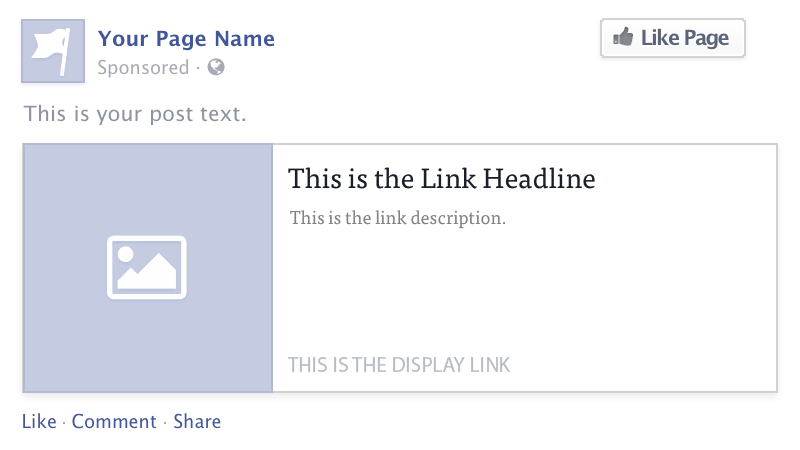 Your Page Name
Like Page
Sponsored ·
This is your post text.
This is the Link Headline
This is the link description.
THIS IS THE DISPLAY LINK
Like · Comment · Share